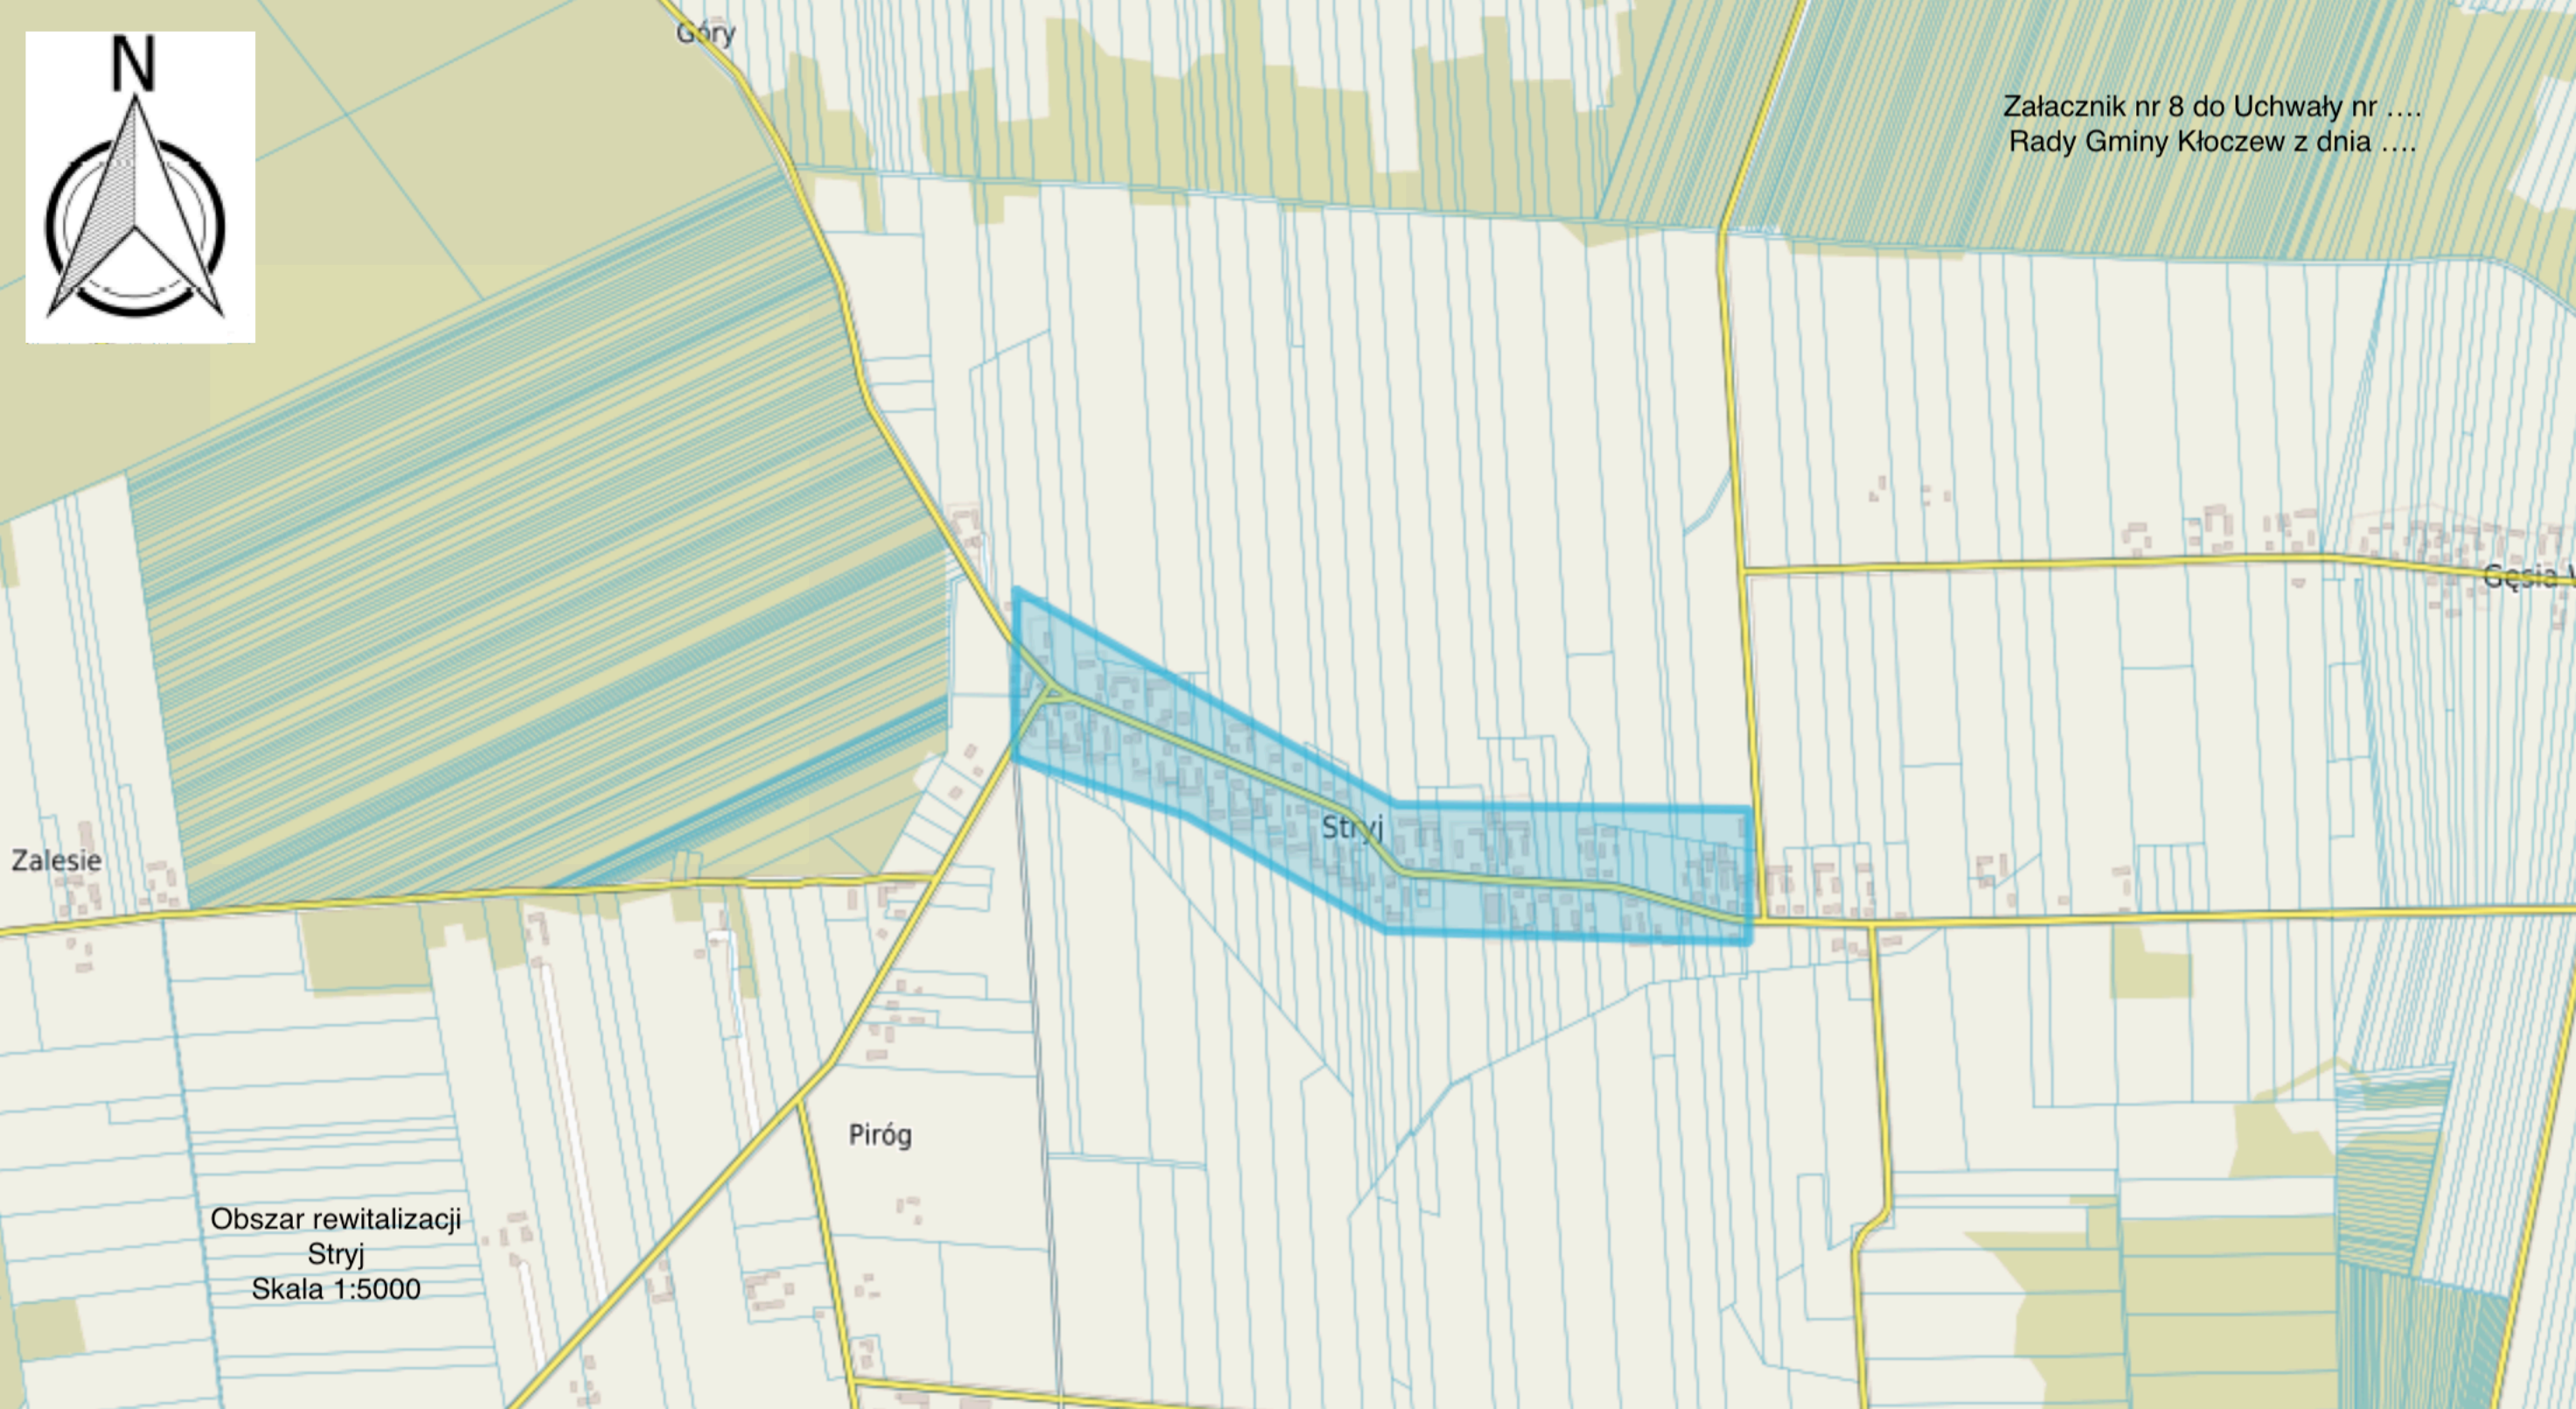 N
Góry
Załacznik nr 8 do Uchwały nr ….
Rady Gminy Kłoczew z dnia ….
Gęsia
Stryj
Zalesie
Piróg
Obszar rewitalizacji
Stryj
Skala 1:5000